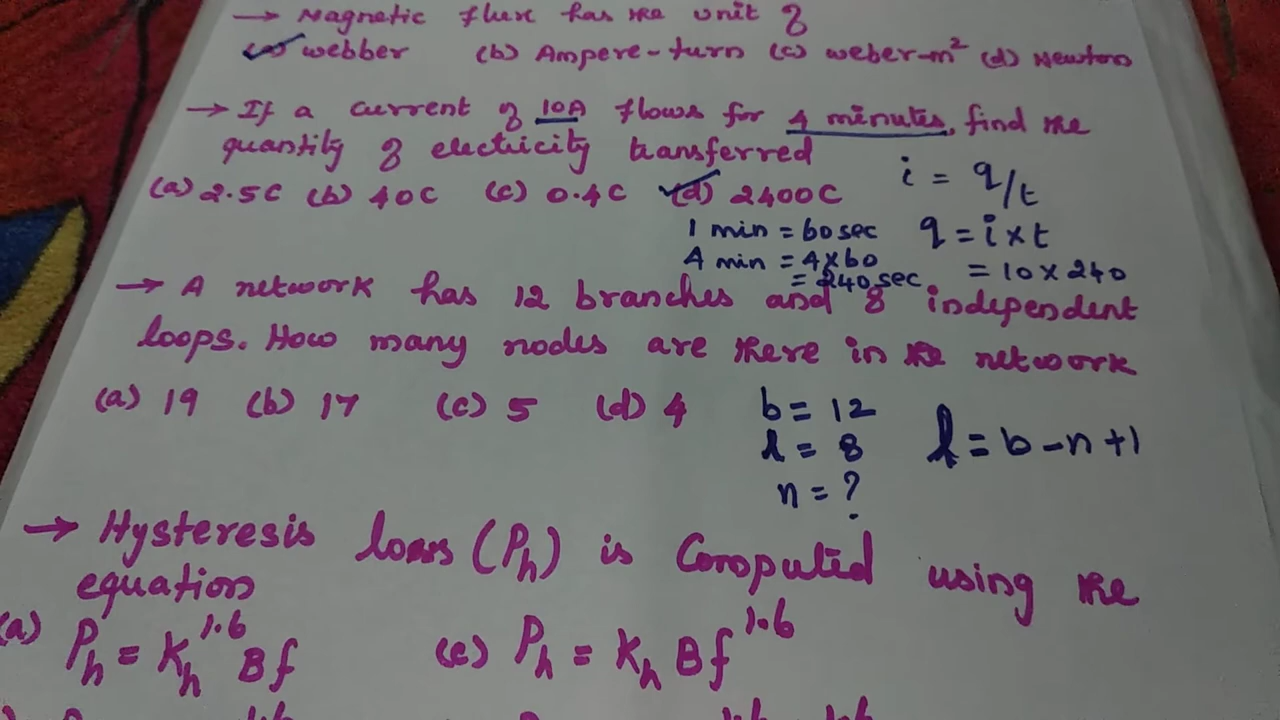 → Magnetic flux has the unit of
(a) webber (b) Ampere-turn (c) weber-m² (d) Newton
→ If a current of 10A flows for 4 minutes, find the
quantity of electricity transferred
(a) 2.5C (b) 40C (c) 0.4C (d) 2400C
i = q/t
1 min = 60 sec
q = i x t
4 min = 4x60
= 240 sec
= 10 x 240
→ A network has 12 branches and 8 independent
loops. How many nodes are there in the network
(a) 19 (b) 17 (c) 5 (d) 4
b = 12
l = 8
l = b - n + 1
n = ?
→ Hysteresis loss (Ph) is Computed using the
equation
(a) Ph = Kh^1.6 Bf (c) Ph = Kh Bf^1.6